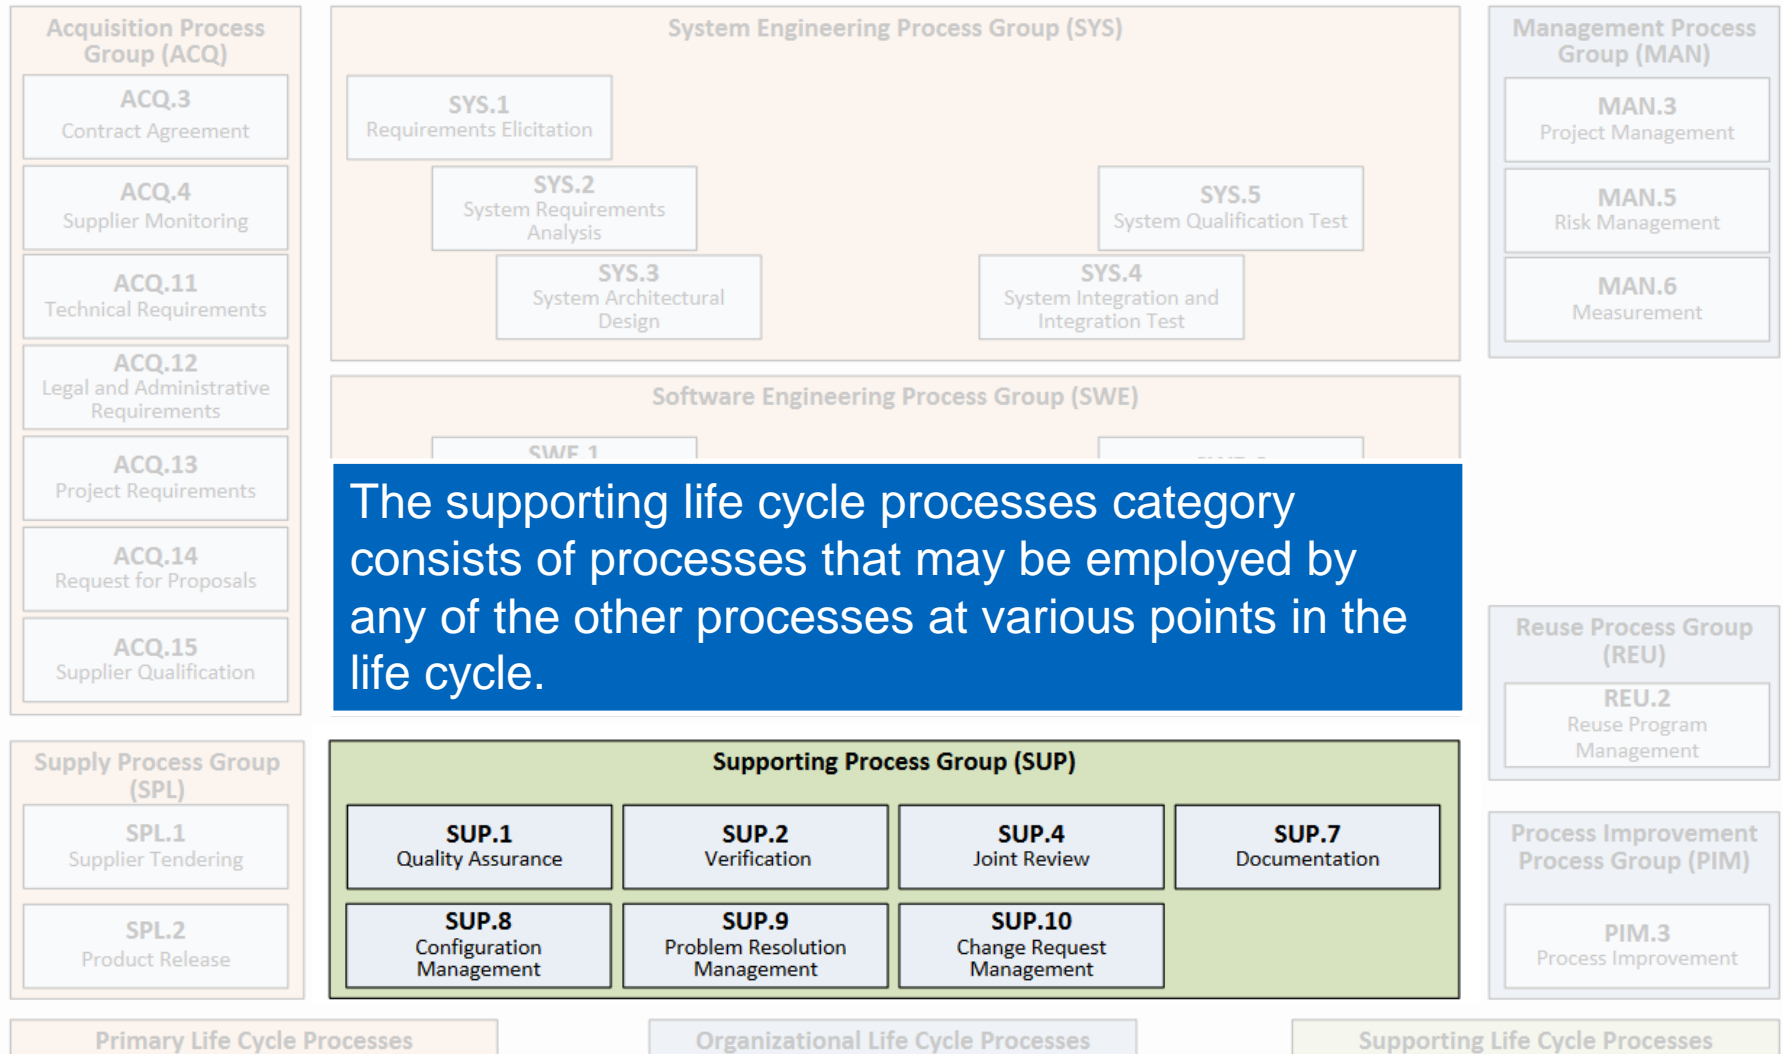 Acquisition Process
Group (ACQ)
ACQ.3
Contract Agreement
ACQ.4
Supplier Monitoring
ACQ.11
Technical Requirements
ACQ.12
Legal and Administrative
Requirements
ACQ.13
Project Requirements
ACQ.14
Request for Proposals
ACQ.15
Supplier Qualification
Supply Process Group
(SPL)
SPL.1
Supplier Tendering
SPL.2
Product Release
System Engineering Process Group (SYS)
SYS.1
Requirements Elicitation
SYS.2
System Requirements
Analysis
SYS.3
System Architectural
Design
SYS.4
System Integration and
Integration Test
SYS.5
System Qualification Test
Software Engineering Process Group (SWE)
SWE.1
The supporting life cycle processes category
consists of processes that may be employed by
any of the other processes at various points in the
life cycle.
Supporting Process Group (SUP)
SUP.1
Quality Assurance
SUP.2
Verification
SUP.4
Joint Review
SUP.7
Documentation
SUP.8
Configuration
Management
SUP.9
Problem Resolution
Management
SUP.10
Change Request
Management
Management Process
Group (MAN)
MAN.3
Project Management
MAN.5
Risk Management
MAN.6
Measurement
Reuse Process Group
(REU)
REU.2
Reuse Program
Management
Process Improvement
Process Group (PIM)
PIM.3
Process Improvement
Primary Life Cycle Processes
Organizational Life Cycle Processes
Supporting Life Cycle Processes